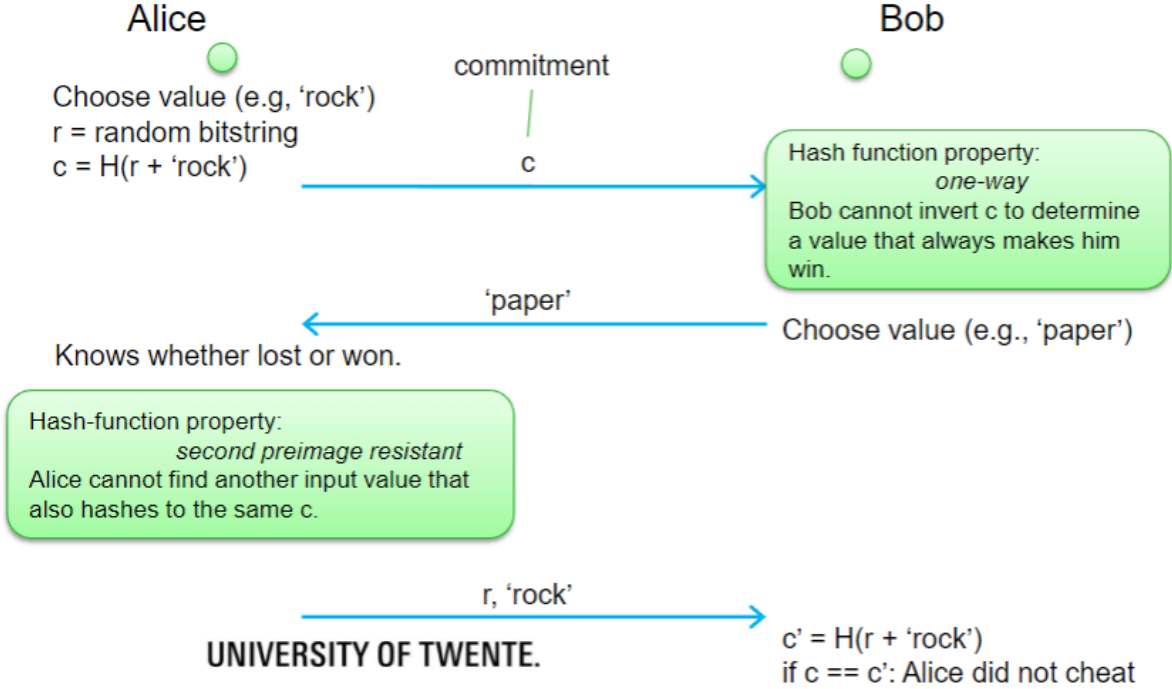 Alice
Bob
commitment
Choose value (e.g, ‘rock’)
r = random bitstring
c = H(r + ‘rock’)
c
Hash function property:
one-way
Bob cannot invert c to determine
a value that always makes him
win.
‘paper’
Choose value (e.g., ‘paper’)
Knows whether lost or won.
Hash-function property:
second preimage resistant
Alice cannot find another input value that
also hashes to the same c.
r, ‘rock’
c’ = H(r + ‘rock’)
if c == c’: Alice did not cheat
UNIVERSITY OF TWENTE.